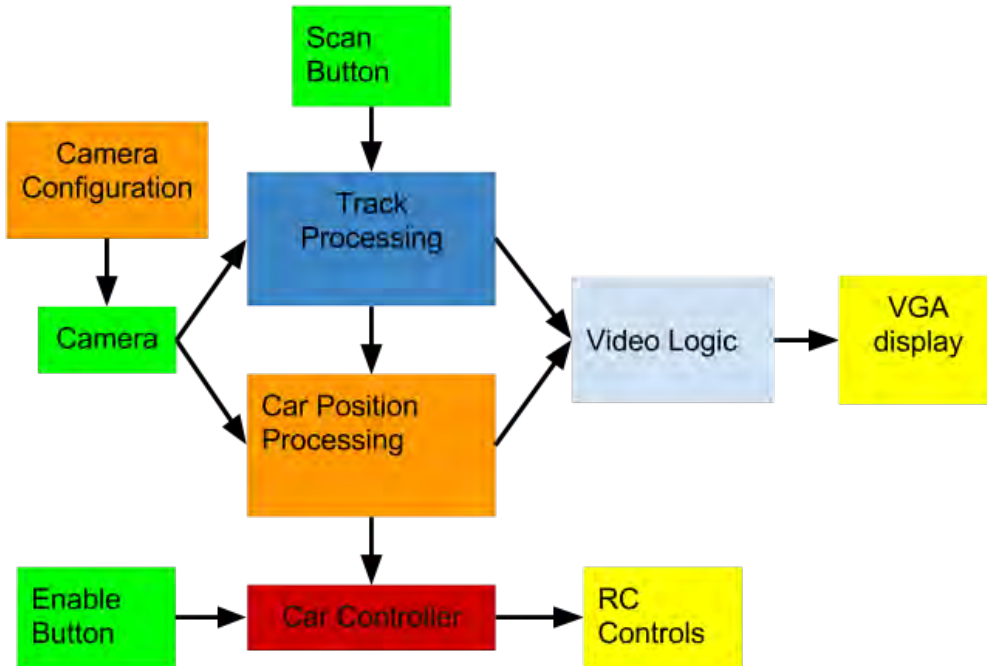 Scan
Button
Camera
Configuration
Track
Processing
Camera
Video Logic
VGA
display
Car Position
Processing
Enable
Button
Car Controller
RC
Controls